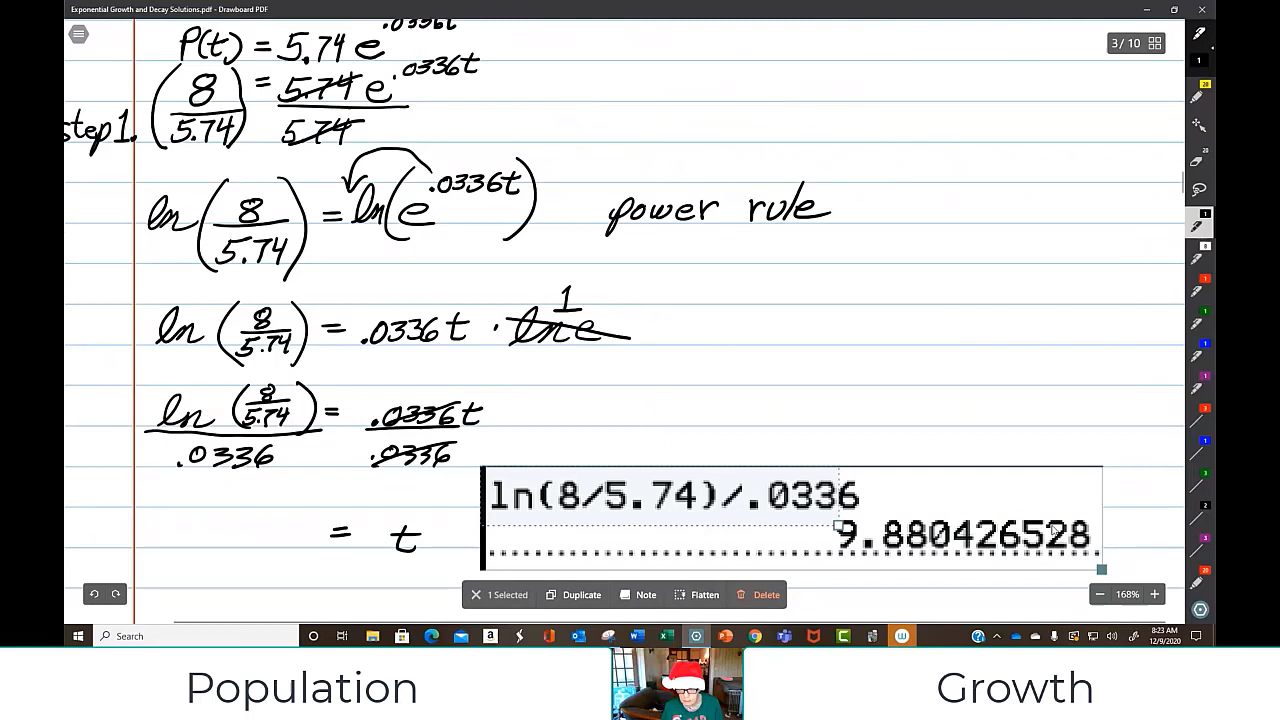 Exponential Growth and Decay Solutions.pdf - Drawboard PDF
P(t) = 5.74 e^.0336t
3 / 10
(8/5.74) = 5.74 e^.0336t / 5.74
step 1.
ln(8/5.74) = ln(e^.0336t) power rule
1
ln(8/5.74) = .0336t · ln e
ln(8/5.74)/.0336 = .0336t/.0336
= t
ln(8/5.74)/.0336
9.880426528
1 Selected Duplicate Note Flatten Delete
168%
Search
8:23 AM
12/9/2020
Population
Growth